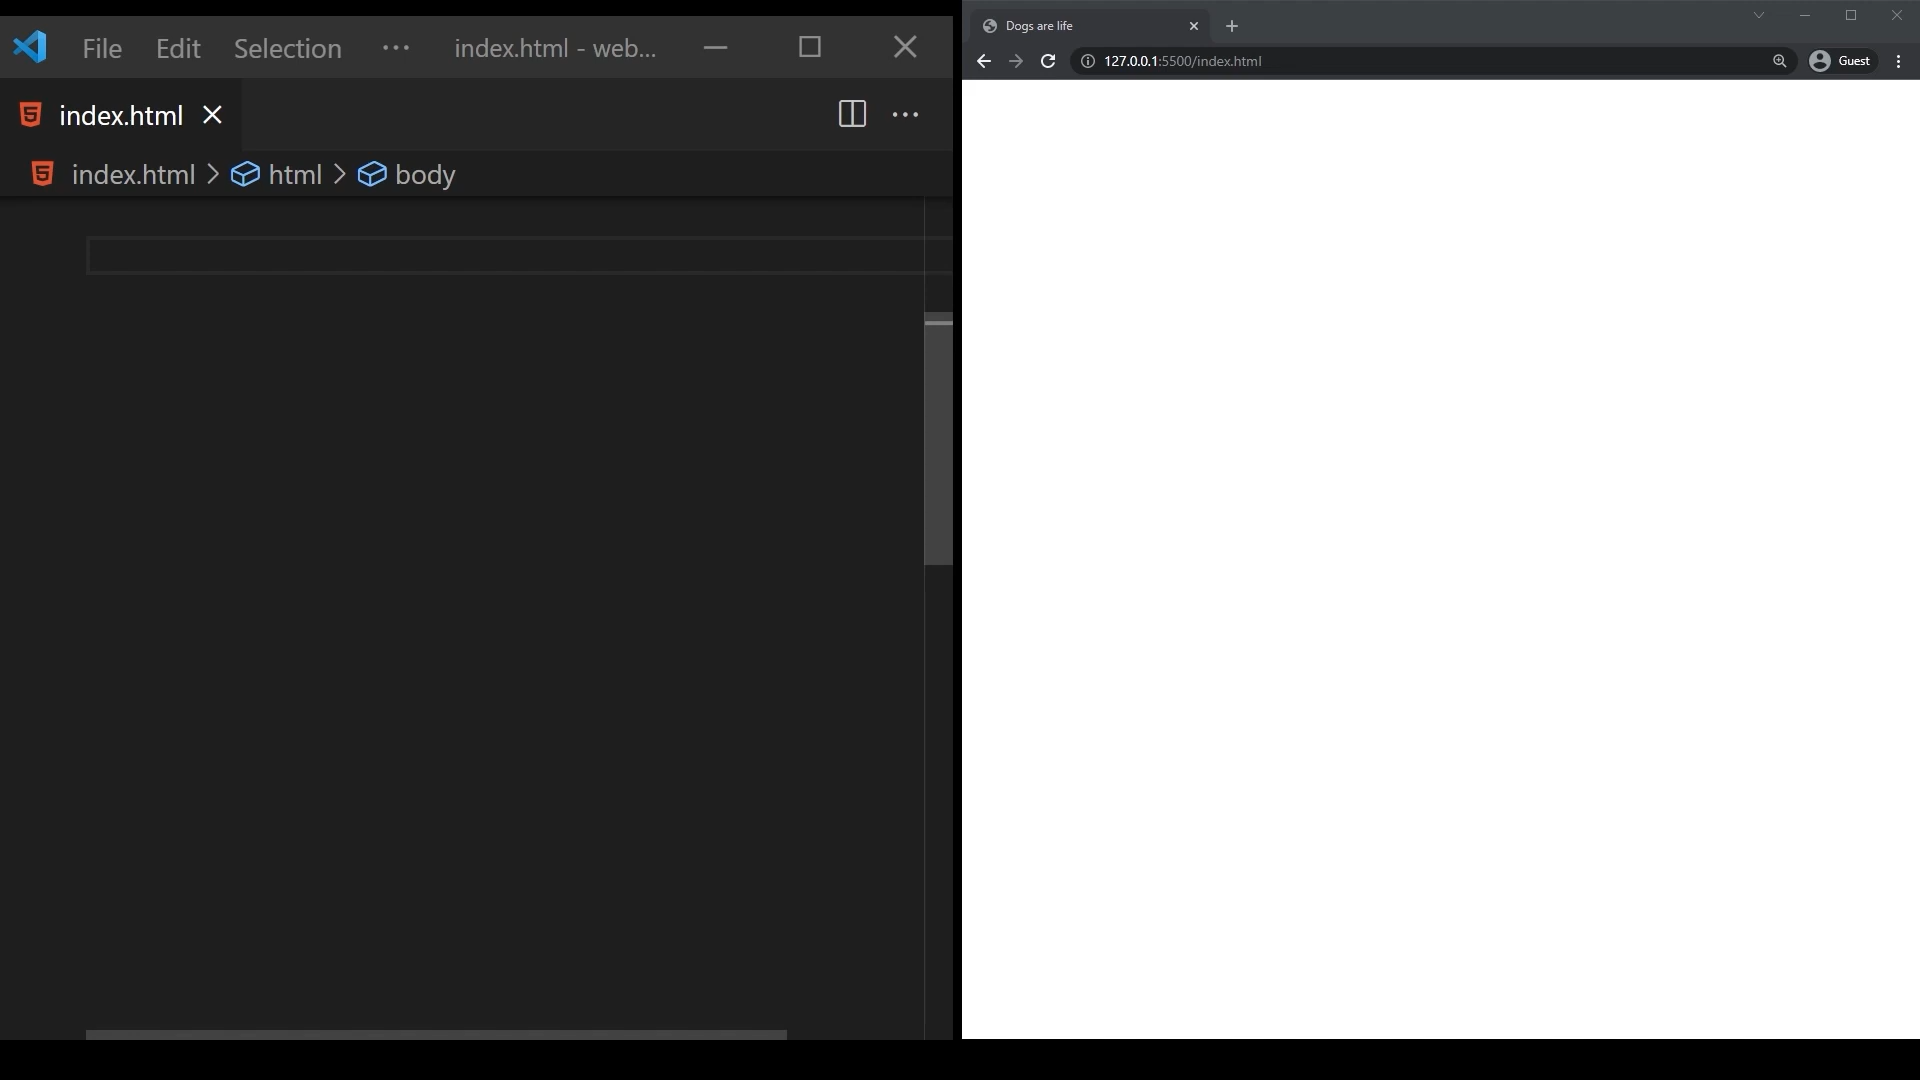 File Edit Selection ··· index.html - web...
index.html
index.html > html > body
Dogs are life
127.0.0.1:5500/index.html
Guest